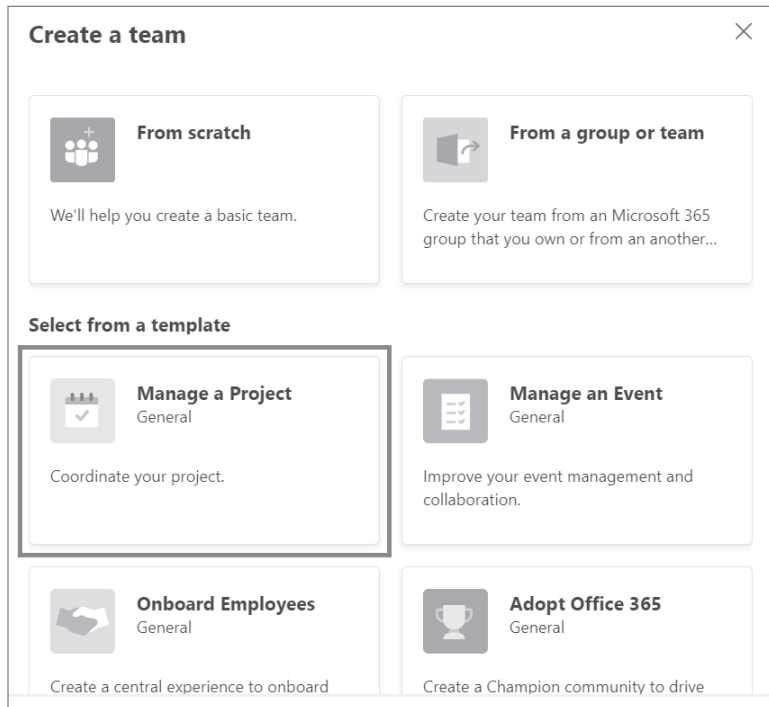 Create a team
From scratch
We'll help you create a basic team.
From a group or team
Create your team from an Microsoft 365
group that you own or from an another...
Select from a template
Manage a Project
General
Coordinate your project.
Manage an Event
General
Improve your event management and
collaboration.
Onboard Employees
General
Create a central experience to onboard
Adopt Office 365
General
Create a Champion community to drive